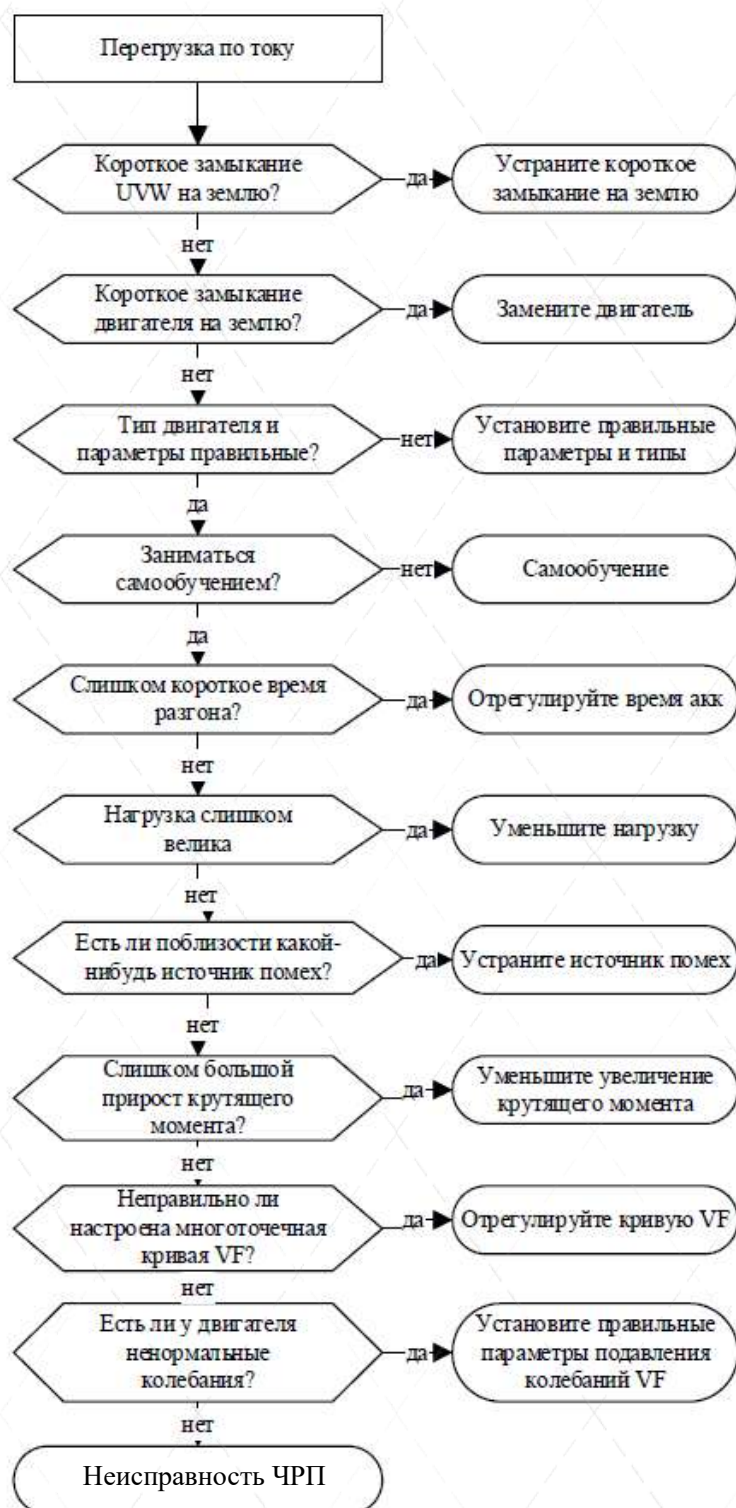 Перегрузка по току
Короткое замыкание
UVW на землю?
да
Устраните короткое
замыкание на землю
нет
Короткое замыкание
двигателя на землю?
да
Замените двигатель
нет
Тип двигателя и
параметры правильные?
нет
Установите правильные
параметры и типы
да
Заниматься
самообучением?
нет
Самообучение
да
Слишком короткое время
разгона?
да
Отрегулируйте время акк
нет
Нагрузка слишком
велика
да
Уменьшите нагрузку
нет
Есть ли поблизости какой-
нибудь источник помех?
да
Устраните источник помех
нет
Слишком большой
прирост крутящего
момента?
да
Уменьшите увеличение
крутящего момента
нет
Неправильно ли
настроена многоточечная
кривая VF?
да
Отрегулируйте кривую VF
нет
Есть ли у двигателя
ненормальные
колебания?
да
Установите правильные
параметры подавления
колебаний VF
нет
Неисправность ЧРП